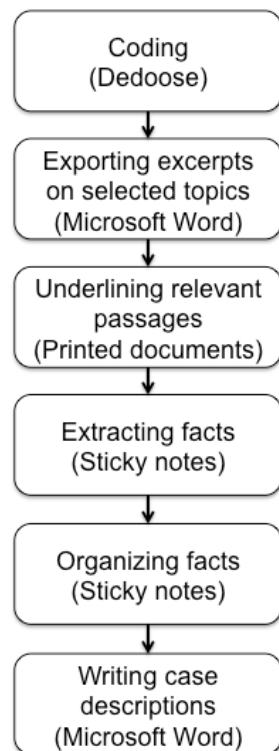 Coding
(Dedoose)
Exporting excerpts
on selected topics
(Microsoft Word)
Underlining relevant
passages
(Printed documents)
Extracting facts
(Sticky notes)
Organizing facts
(Sticky notes)
Writing case
descriptions
(Microsoft Word)